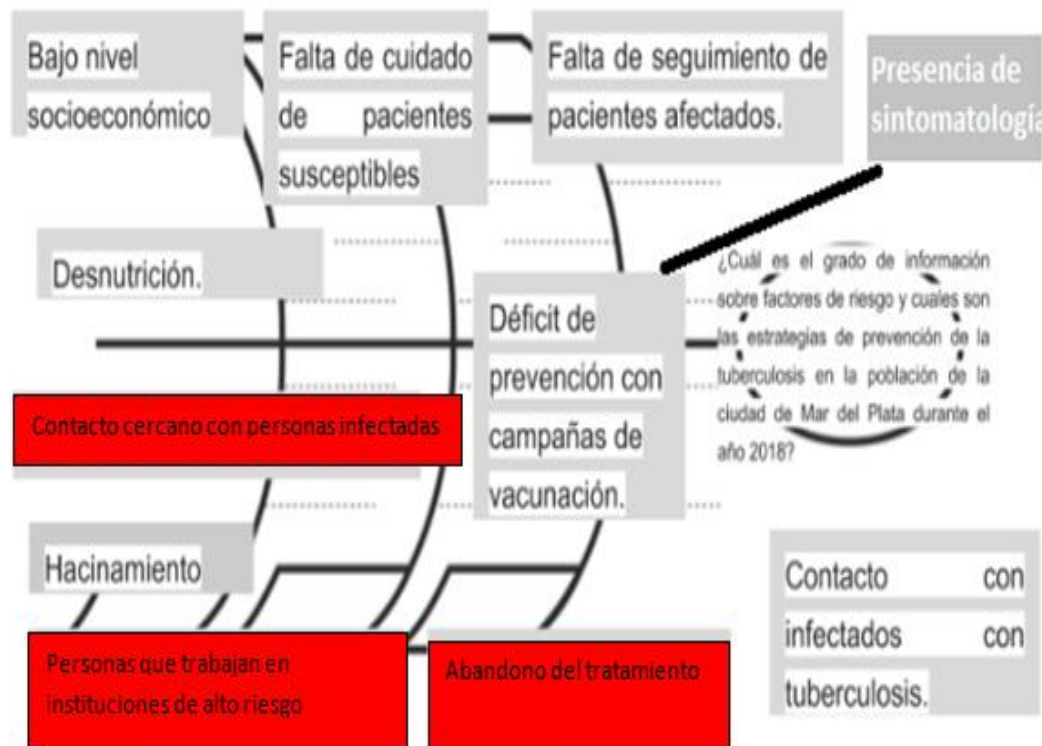 Bajo nivel
socioeconómico
Falta de cuidado
de pacientes
susceptibles
Falta de seguimiento de
pacientes afectados.
Presencia de
sintomatología
Desnutrición.
Déficit de
prevención con
campañas de
vacunación.
¿Cuál es el grado de información
sobre factores de riesgo y cuales son
las estrategias de prevención de la
tuberculosis en la población de la
ciudad de Mar del Plata durante el
año 2018?
Contacto cercano con personas infectadas
Hacinamiento
Contacto con
infectados con
tuberculosis.
Personas que trabajan en
instituciones de alto riesgo
Abandono del tratamiento